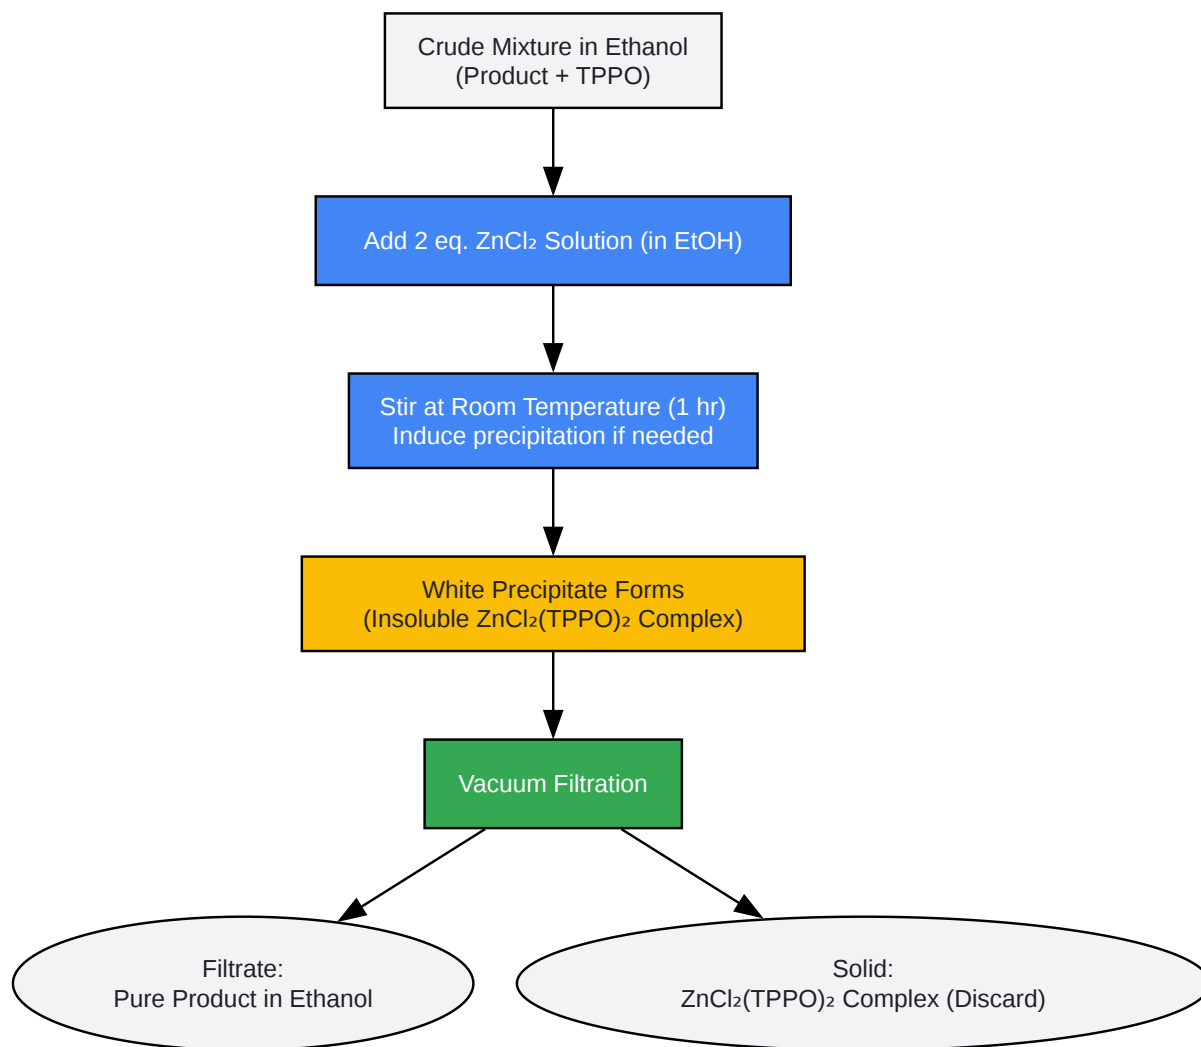 Crude Mixture in Ethanol
(Product + TPPO)
Add 2 eq. ZnCl₂ Solution (in EtOH)
Stir at Room Temperature (1 hr)
Induce precipitation if needed
White Precipitate Forms
(Insoluble ZnCl₂(TPPO)₂ Complex)
Vacuum Filtration
Filtrate:
Pure Product in Ethanol
Solid:
ZnCl₂(TPPO)₂ Complex (Discard)